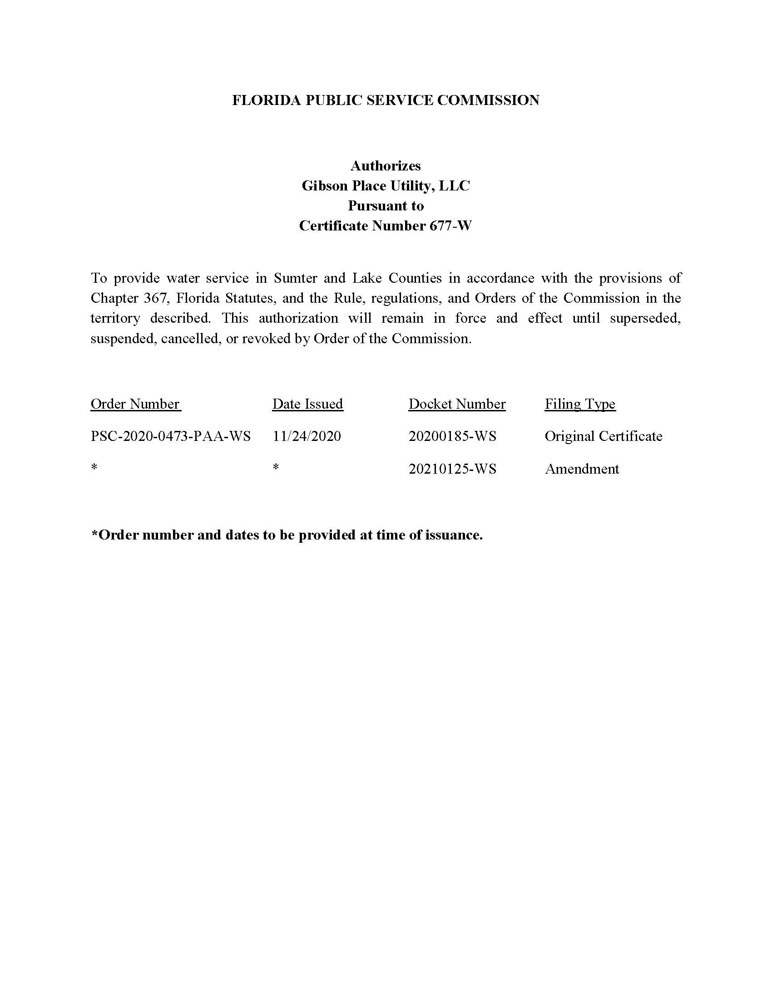 FLORIDA PUBLIC SERVICE COMMISSION
Authorizes
Gibson Place Utility, LLC
Pursuant to
Certificate Number 677-W
To provide water service in Sumter and Lake Counties in accordance with the provisions of
Chapter 367, Florida Statutes, and the Rule, regulations, and Orders of the Commission in the
territory described. This authorization will remain in force and effect until superseded,
suspended, cancelled, or revoked by Order of the Commission.
Order Number Date Issued Docket Number Filing Type
PSC-2020-0473-PAA-WS 11/24/2020 20200185-WS Original Certificate
* * 20210125-WS Amendment
*Order number and dates to be provided at time of issuance.